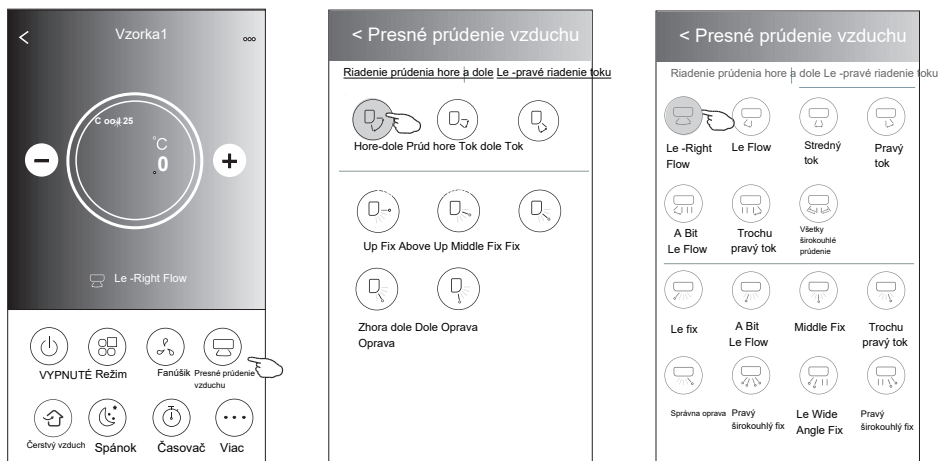 < Vzorka1 ooo
C ool 25
°C
0
Le -Right Flow
VYPNUTÉ Režim Fanúšik Presné prúdenie
vzduchu
Čerstvý vzduch Spánok Časovač Viac
< Presné prúdenie vzduchu
Riadenie prúdenia hore a dole Le -pravé riadenie toku
Hore-dole Prúd hore Tok dole Tok
Up Fix Above Up Middle Fix Fix
Zhora dole Dole Oprava
Oprava
< Presné prúdenie vzduchu
Riadenie prúdenia hore a dole Le -pravé riadenie toku
Le -Right
Flow
Le Flow
Stredný
tok
Pravý
tok
A Bit
Le Flow
Trochu
pravý tok
Všetky
širokouhlé
prúdenie
Le fix
A Bit
Le Flow
Middle Fix
Trochu
pravý tok
Správna oprava
Pravý
širokouhlý fix
Le Wide
Angle Fix
Pravý
širokouhlý fix